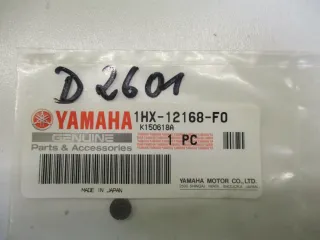 D 2601
YAMAHA 1HX-12168-F0
K150618A
GENUINE
Parts & Accessories
1 PC
MADE IN JAPAN
YAMAHA MOTOR CO.,LTD.